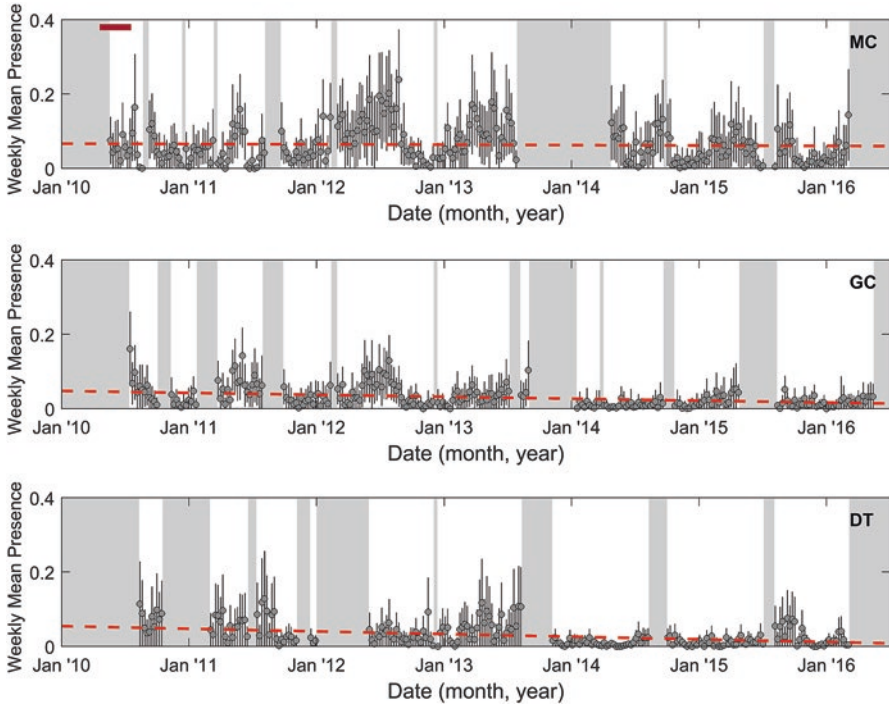 Weekly Mean Presence
0.4
0.2
0
MC
Jan '10
Jan '11
Jan '12
Jan '13
Jan '14
Jan '15
Jan '16
Date (month, year)
Weekly Mean Presence
0.4
0.2
0
GC
Jan '10
Jan '11
Jan '12
Jan '13
Jan '14
Jan '15
Jan '16
Date (month, year)
Weekly Mean Presence
0.4
0.2
0
DT
Jan '10
Jan '11
Jan '12
Jan '13
Jan '14
Jan '15
Jan '16
Date (month, year)